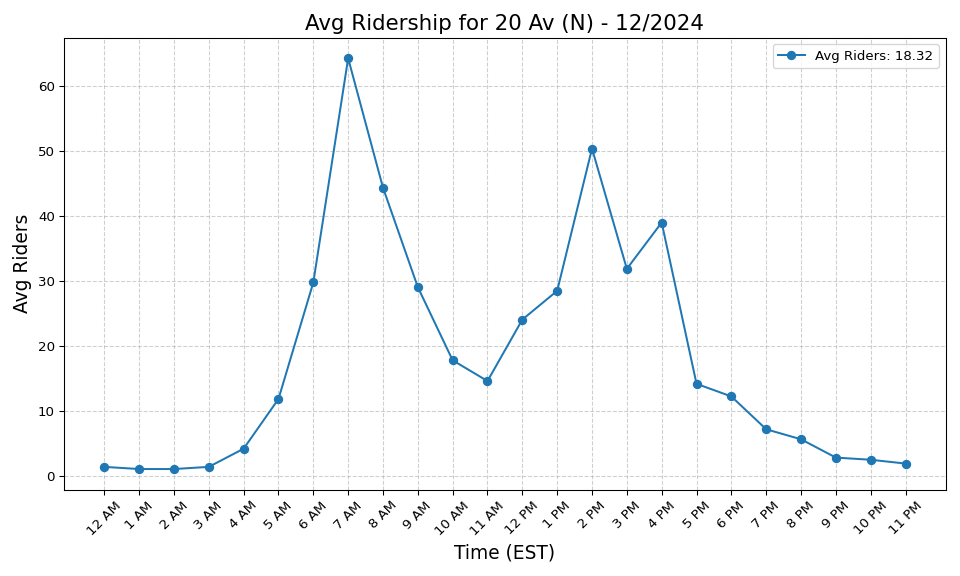 Avg Ridership for 20 Av (N) - 12/2024
Avg Riders: 18.32
Avg Riders
60
50
40
30
20
10
0
12 AM
1 AM
2 AM
3 AM
4 AM
5 AM
6 AM
7 AM
8 AM
9 AM
10 AM
11 AM
12 PM
1 PM
2 PM
3 PM
4 PM
5 PM
6 PM
7 PM
8 PM
9 PM
10 PM
11 PM
Time (EST)